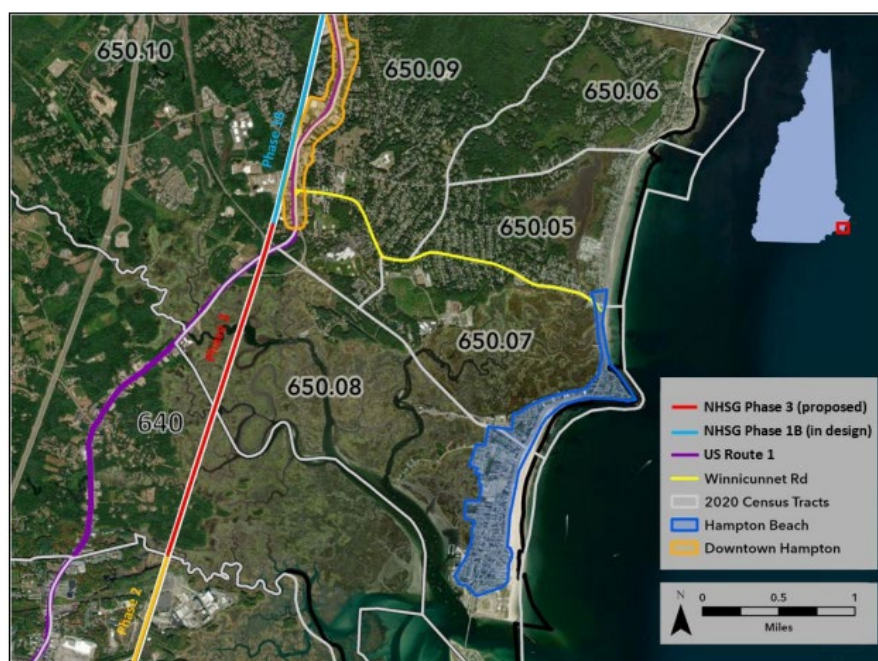 650.10
650.09
650.06
Phase 1B
650.05
650.07
Phase 3
650.08
640
Phase 2
NHSG Phase 3 (proposed)
NHSG Phase 1B (in design)
US Route 1
Winnicunnet Rd
2020 Census Tracts
Hampton Beach
Downtown Hampton
N
0 0.5 1
Miles